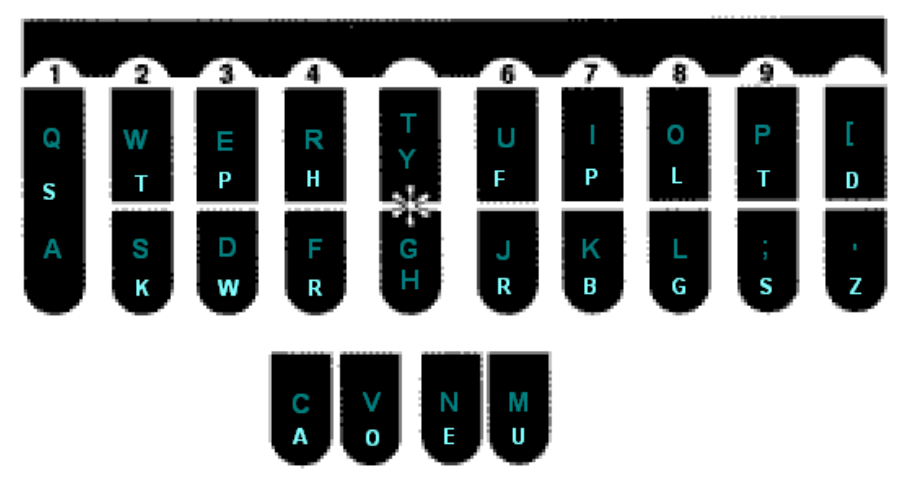 1 2 3 4 6 7 8 9
Q W E R T U I O P [
Y
S T P H * F P L T D
A S D F G J K L ; '
H
K W R R B G S Z
C V N M
A O E U